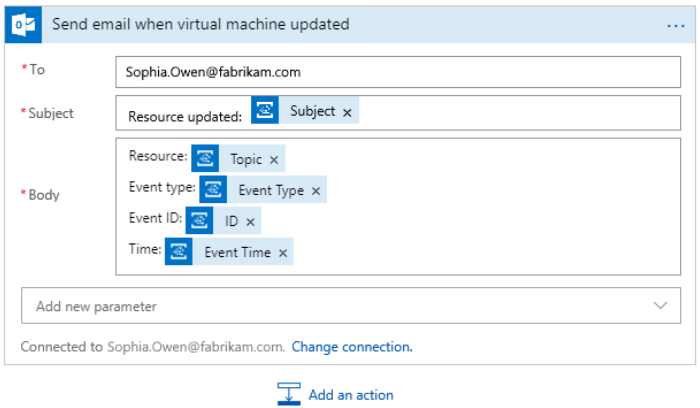 Send email when virtual machine updated ...
* To
Sophia.Owen@fabrikam.com
* Subject
Resource updated: Subject ×
* Body
Resource: Topic ×
Event type: Event Type ×
Event ID: ID ×
Time: Event Time ×
Add new parameter
Connected to Sophia.Owen@fabrikam.com. Change connection.
Add an action